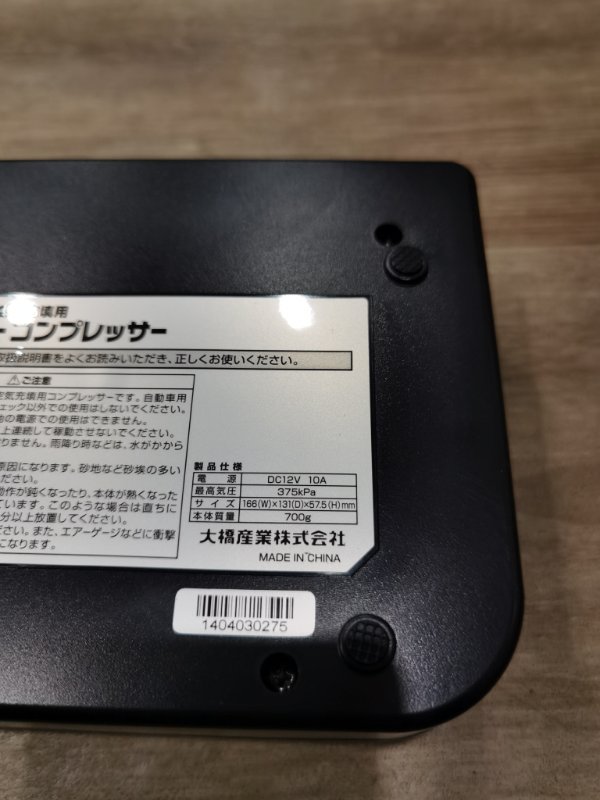 填用
コンプレッサー
取扱説明書をよくお読みいただき、正しくお使いください。
⚠ご注意
空気充填用コンプレッサーです。自動車用
ェック以外での使用はしないでください。
の電源での使用はできません。
上連続して稼動させないでください。
りません。雨降り時などは、水がかから
ださい。
原因になります。砂地など砂埃の多い
ください。
動作が鈍くなったり、本体が熱くなった
ています。このような場合は直ちに
分以上放置してください。
ださい。また、エアーゲージなどに衝撃
になります。
製品仕様
電 源 DC12V 10A
最高気圧 375kPa
サイズ 166(W)×131(D)×57.5(H)mm
本体質量 700g
大橋産業株式会社
MADE IN CHINA
1404030275